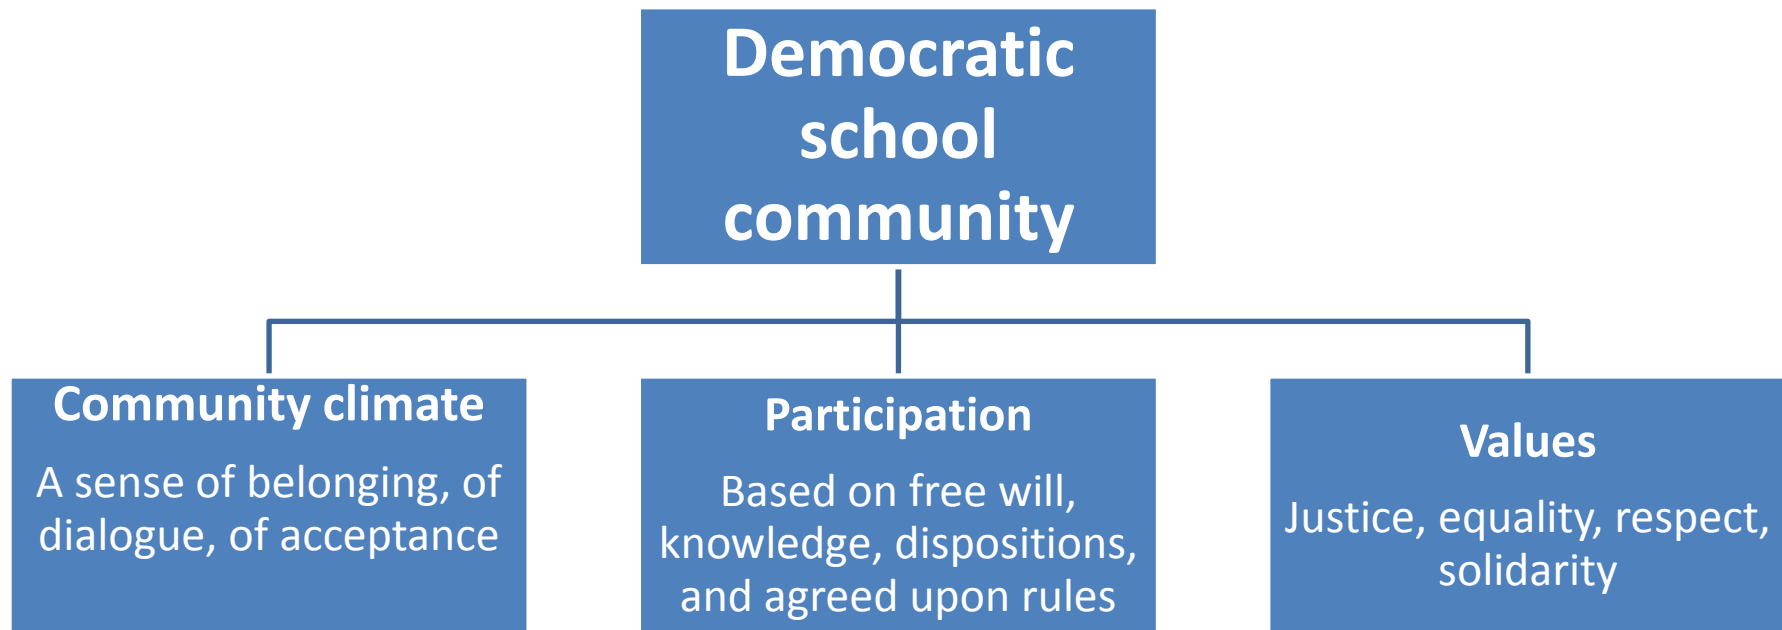 Democratic
school
community
Community climate
A sense of belonging, of
dialogue, of acceptance
Participation
Based on free will,
knowledge, dispositions,
and agreed upon rules
Values
Justice, equality, respect,
solidarity